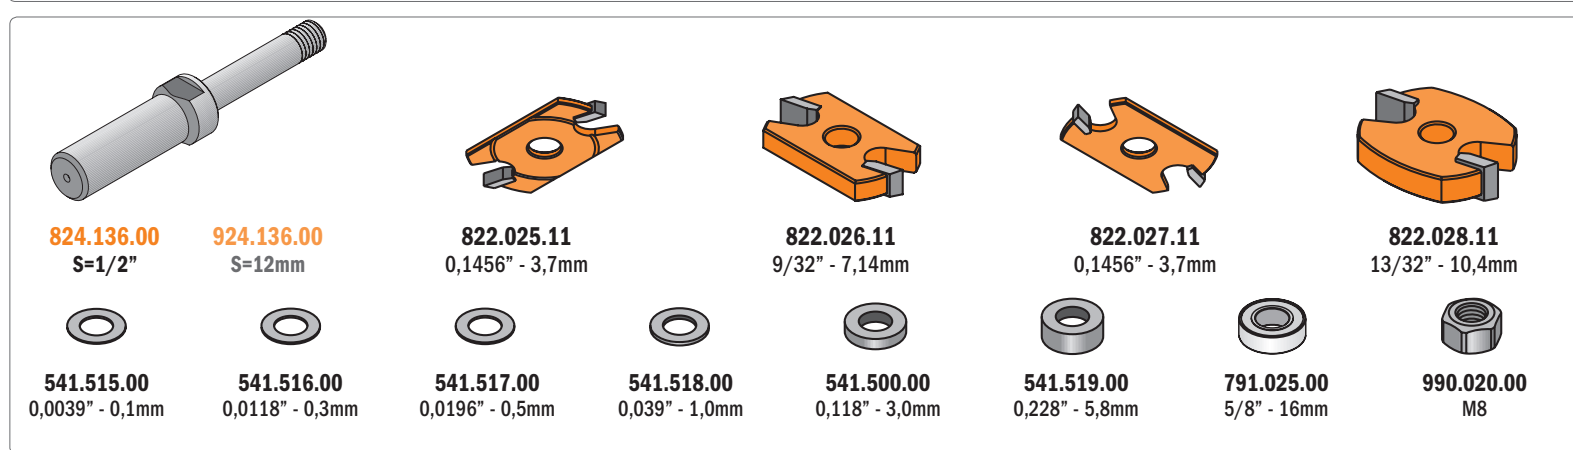 824.136.00 924.136.00 822.025.11 822.026.11 822.027.11 822.028.11
S=1/2” S=12mm 0,1456” - 3,7mm 9/32” - 7,14mm 0,1456” - 3,7mm 13/32” - 10,4mm
541.515.00 541.516.00 541.517.00 541.518.00 541.500.00 541.519.00 791.025.00 990.020.00
0,0039” - 0,1mm 0,0118” - 0,3mm 0,0196” - 0,5mm 0,039” - 1,0mm 0,118” - 3,0mm 0,228” - 5,8mm 5/8” - 16mm M8